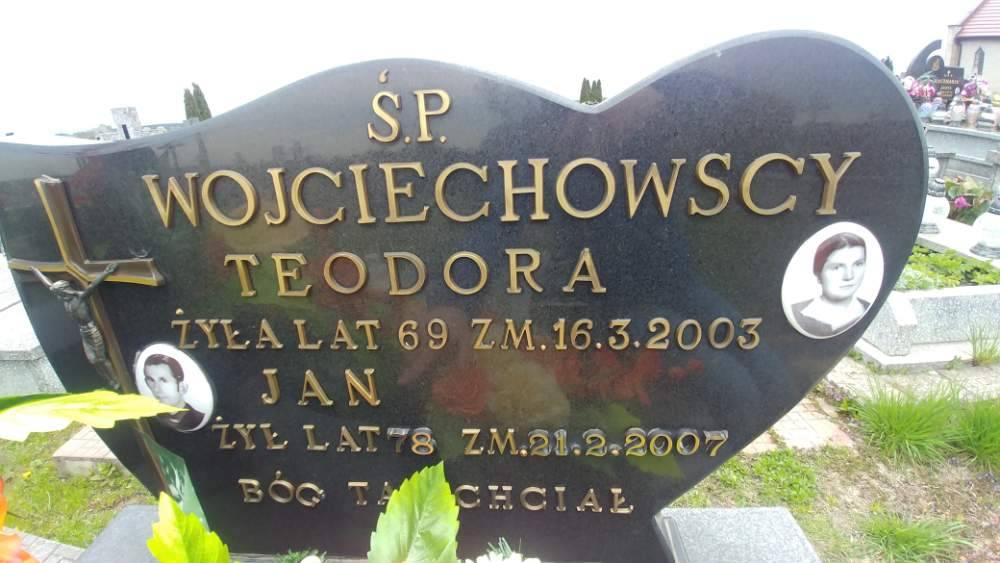 Ś.P.
WOJCIECHOWSCY
TEODORA
ŻYŁA LAT 69 ZM. 16.3.2003
JAN
ŻYŁ LAT 78 ZM. 21.2.2007
BÓG CHCIAŁ